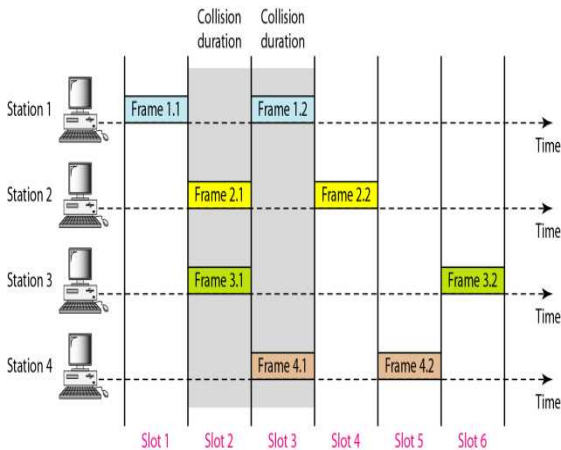 Collision Collision
duration duration
Station 1 Frame 1.1 Frame 1.2
Time
Station 2 Frame 2.1 Frame 2.2
Time
Station 3 Frame 3.1 Frame 3.2
Time
Station 4 Frame 4.1 Frame 4.2
Time
Slot 1 Slot 2 Slot 3 Slot 4 Slot 5 Slot 6